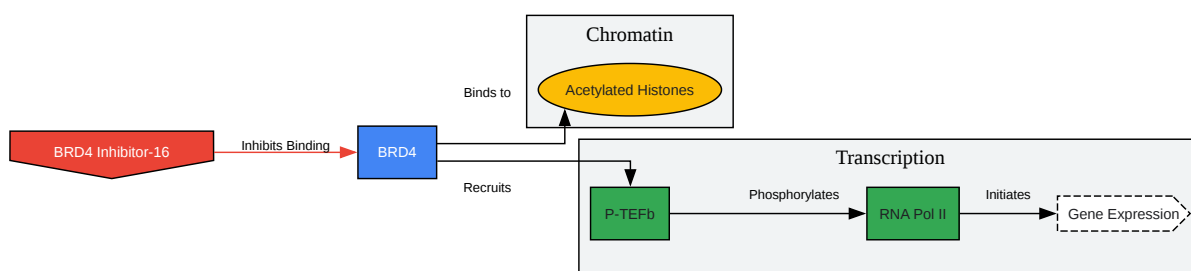 Chromatin
Acetylated Histones
Binds to
BRD4 Inhibitor-16
Inhibits Binding
BRD4
Transcription
Recruits
P-TEFb
Phosphorylates
RNA Pol II
Initiates
Gene Expression